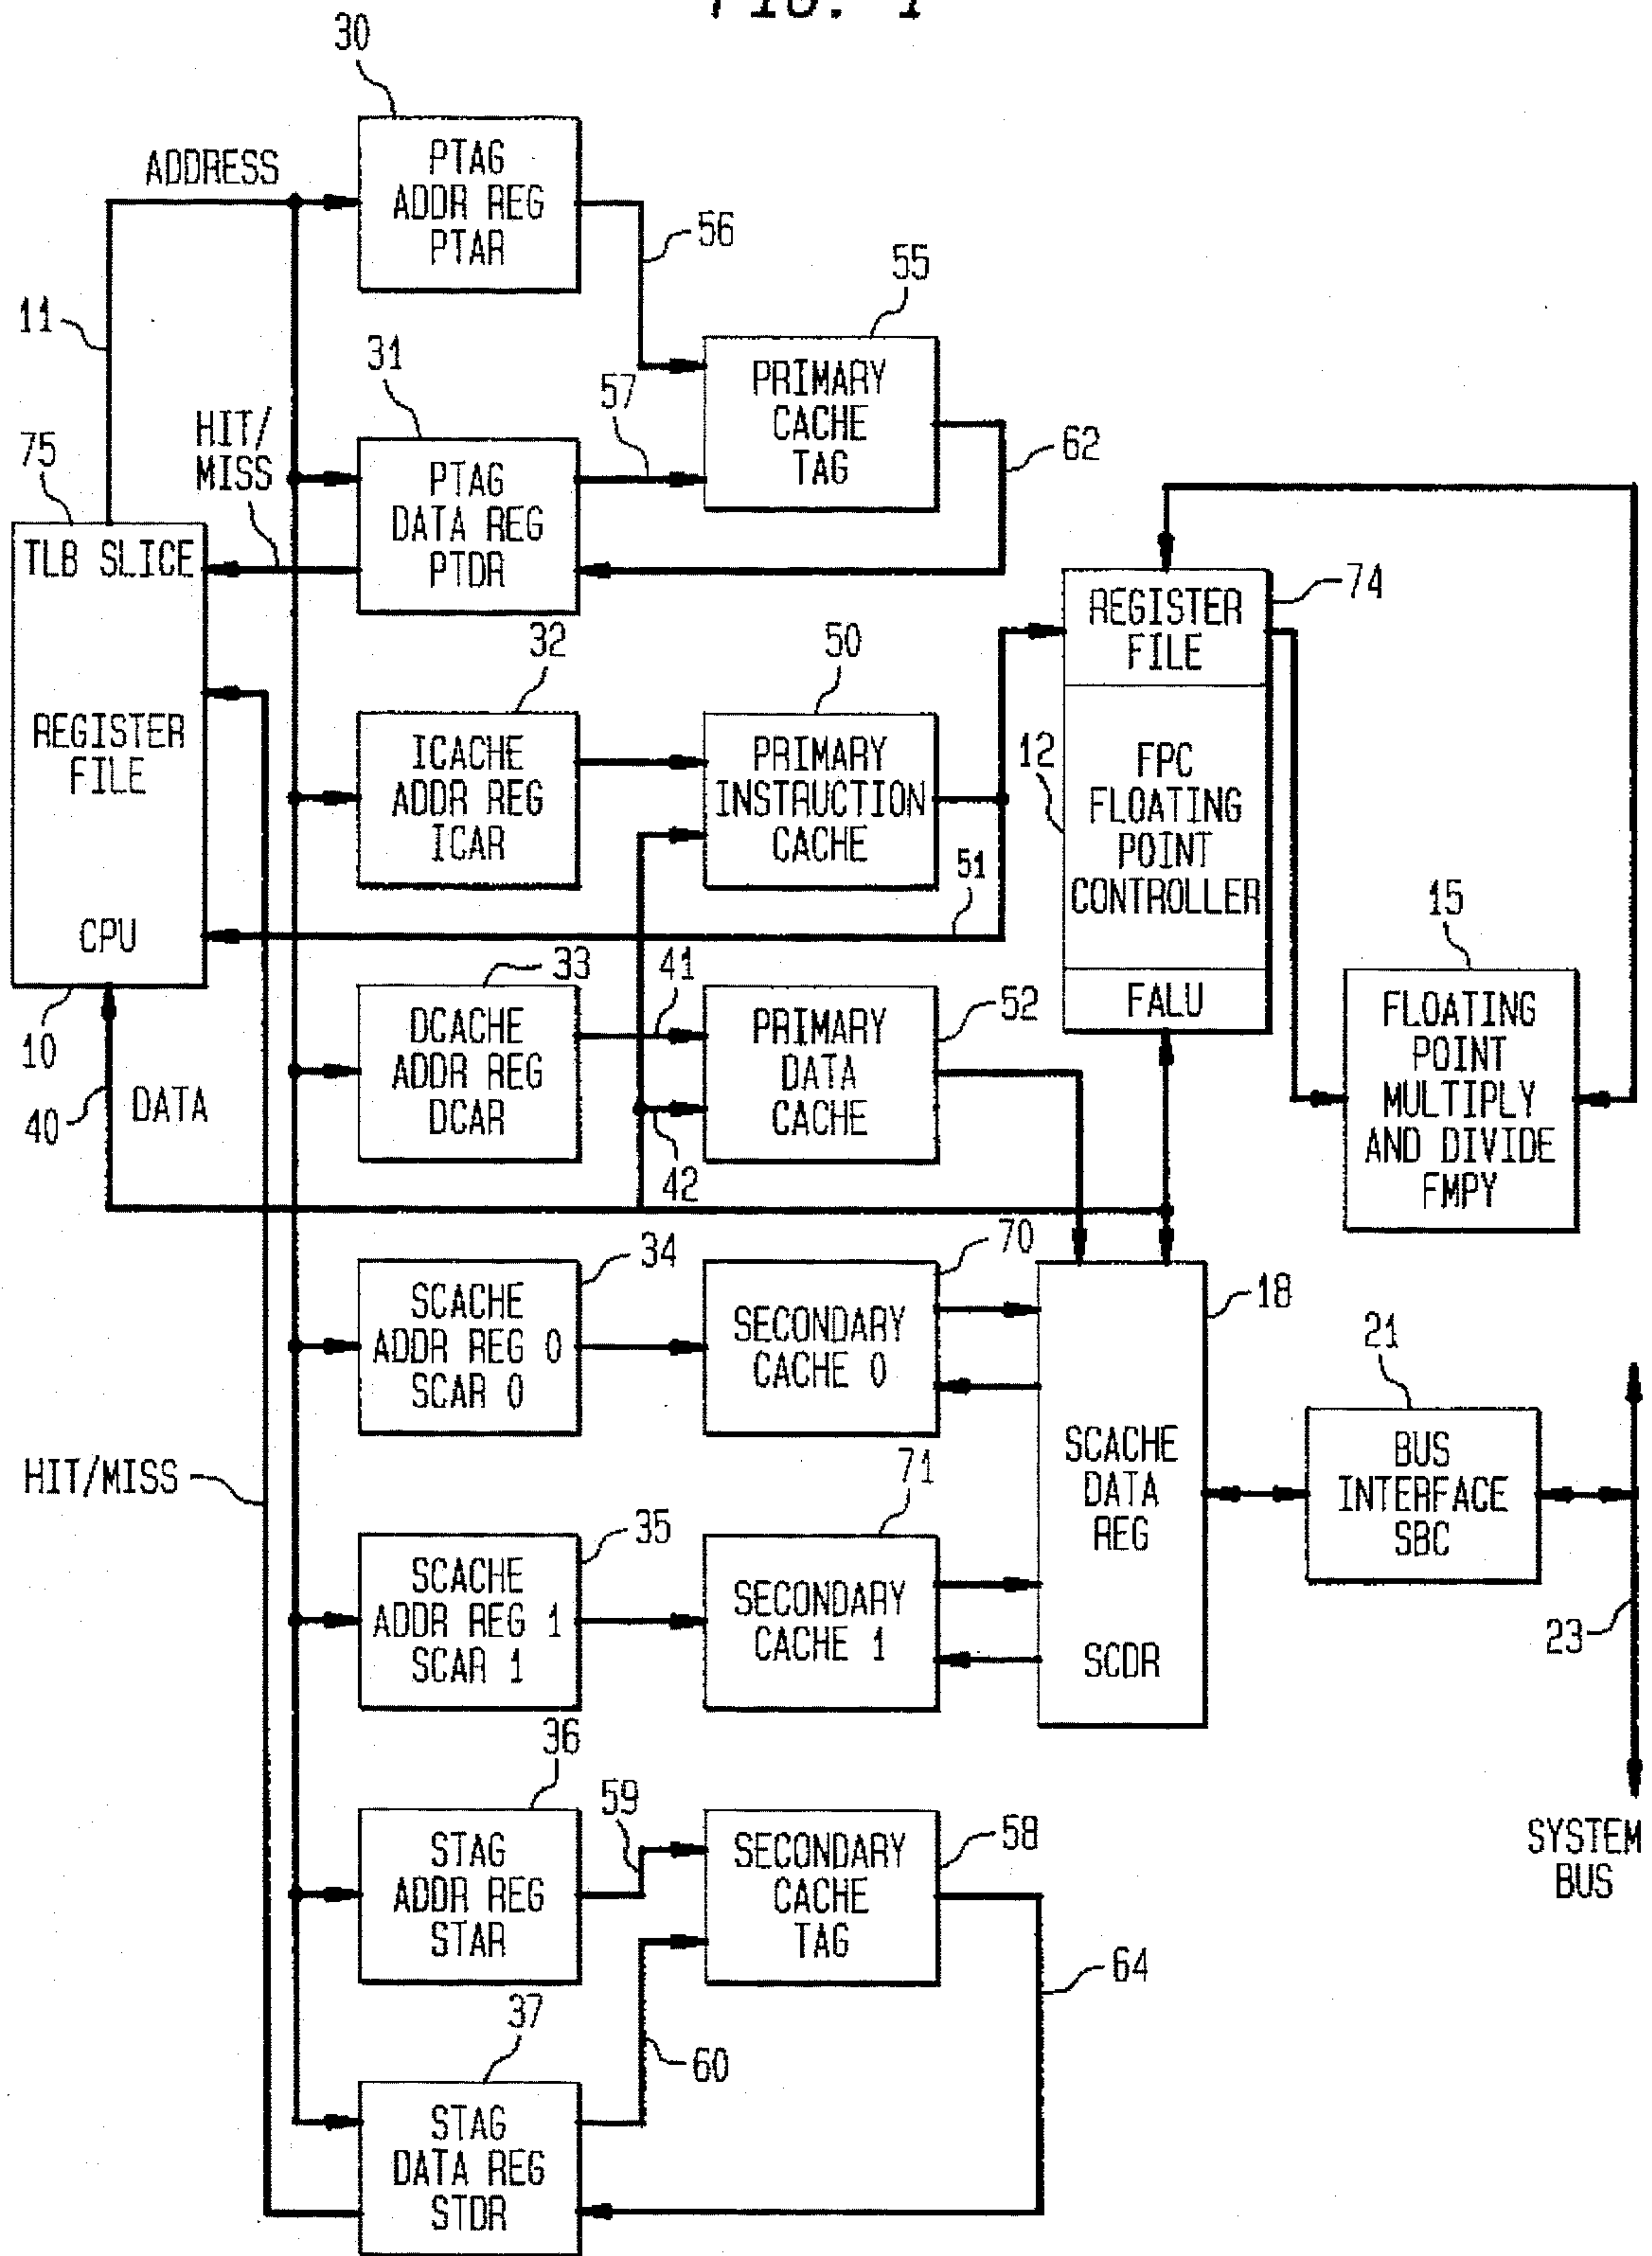 FIG. 1
30
ADDRESS
PTAG
ADDR REG
PTAR
56
11
55
31
57
PRIMARY
CACHE
TAG
HIT/
MISS
75
62
PTAG
DATA REG
PTDR
TLB SLICE
REGISTER
FILE
CPU
10
74
REGISTER
FILE
32
50
ICACHE
ADDR REG
ICAR
PRIMARY
INSTRUCTION
CACHE
12
FPC
FLOATING
POINT
CONTROLLER
FALU
51
15
33
41
52
DCACHE
ADDR REG
DCAR
PRIMARY
DATA
CACHE
FLOATING
POINT
MULTIPLY
AND DIVIDE
FMPY
40
DATA
42
34
70
18
SCACHE
ADDR REG 0
SCAR 0
SECONDARY
CACHE 0
21
SCACHE
DATA
REG
SCDR
BUS
INTERFACE
SBC
HIT/MISS
71
35
SCACHE
ADDR REG 1
SCAR 1
SECONDARY
CACHE 1
23
36
59
58
STAG
ADDR REG
STAR
SECONDARY
CACHE
TAG
SYSTEM
BUS
64
37
60
STAG
DATA REG
STDR